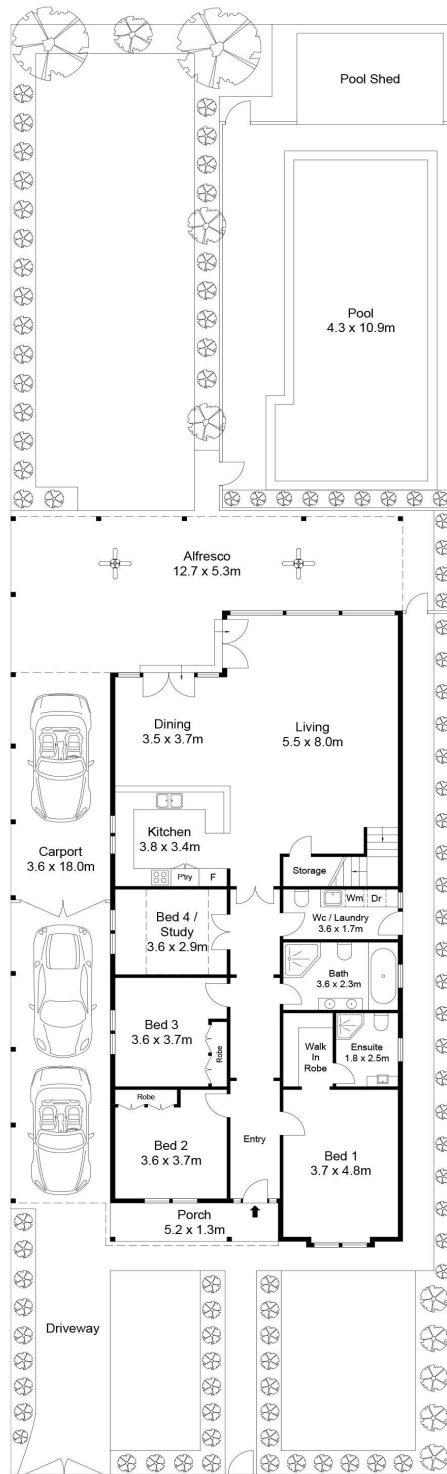 Pool Shed
Pool
4.3 x 10.9m
Alfresco
12.7 x 5.3m
Dining
3.5 x 3.7m
Living
5.5 x 8.0m
Kitchen
3.8 x 3.4m
P'try
F
Carport
3.6 x 18.0m
Storage
Wm
Dr
Wc / Laundry
3.6 x 1.7m
Bed 4 /
Study
3.6 x 2.9m
Bath
3.6 x 2.3m
Bed 3
3.6 x 3.7m
Robe
Walk
In
Robe
Ensuite
1.8 x 2.5m
Robe
Bed 2
3.6 x 3.7m
Entry
Bed 1
3.7 x 4.8m
Porch
5.2 x 1.3m
Driveway